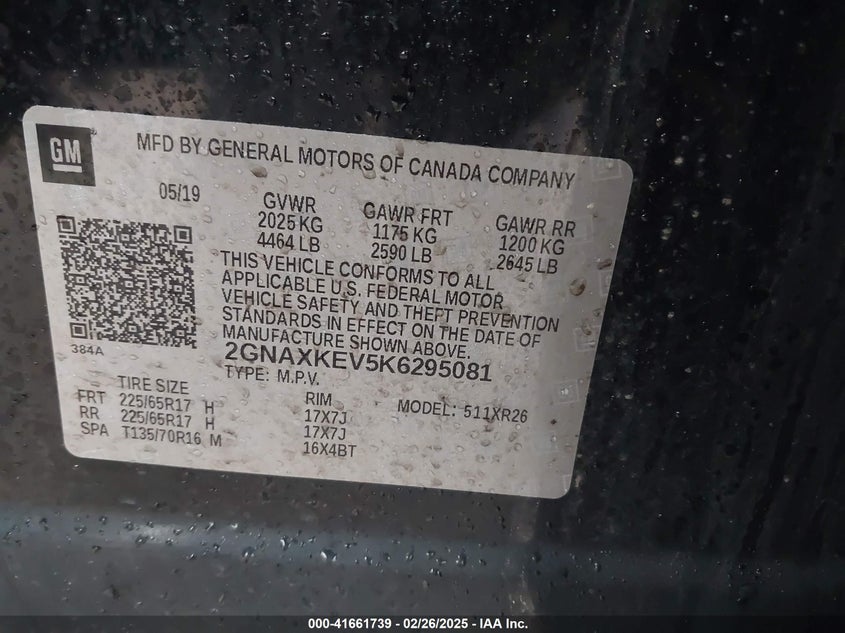 GM
MFD BY GENERAL MOTORS OF CANADA COMPANY
05/19
GVWR
2025 KG
4464 LB
GAWR FRT
1175 KG
2590 LB
GAWR RR
1200 KG
2645 LB
THIS VEHICLE CONFORMS TO ALL
APPLICABLE U.S. FEDERAL MOTOR
VEHICLE SAFETY AND THEFT PREVENTION
STANDARDS IN EFFECT ON THE DATE OF
MANUFACTURE SHOWN ABOVE.
384A
2GNAXKEV5K6295081
TYPE: M.P.V.
MODEL: 511XR26
TIRE SIZE
RIM
FRT 225/65R17 H 17X7J
RR 225/65R17 H 17X7J
SPA T135/70R16 M 16X4BT
000-41661739 - 02/26/2025 - IAA Inc.